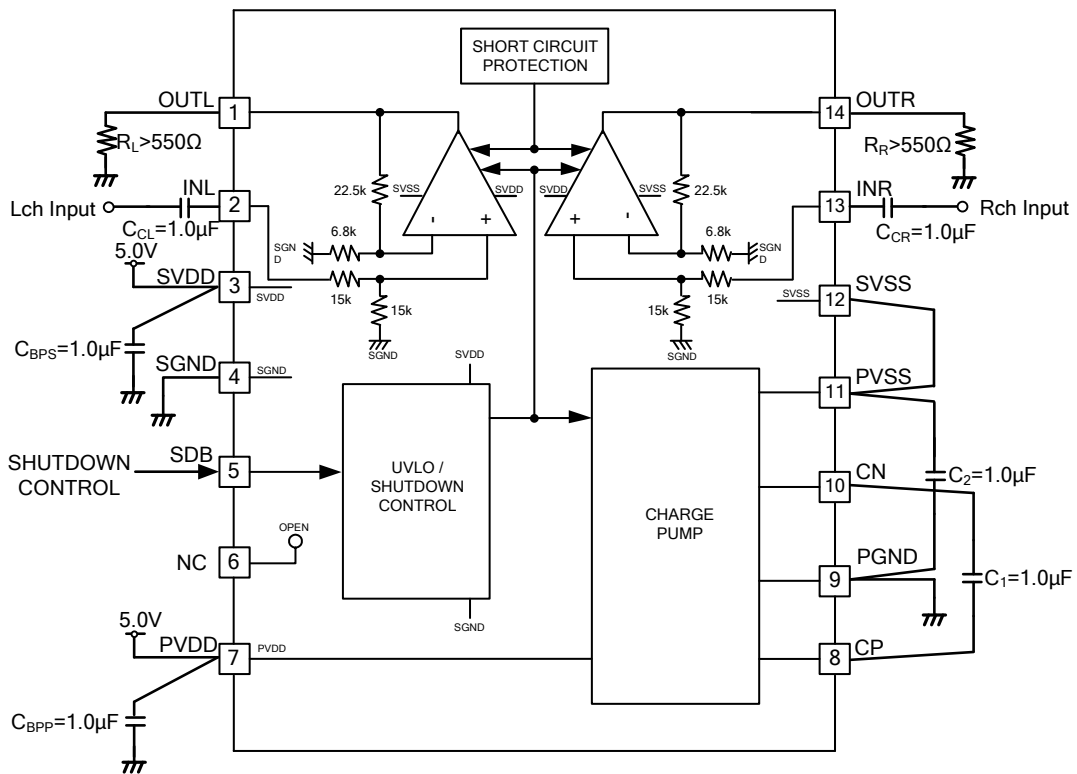 SHORT CIRCUIT
PROTECTION
OUTL
1
14
OUTR
RL>550Ω
RR>550Ω
INL
2
Lch Input
CCL=1.0µF
22.5k
SVSS
SVDD
SVDD
SVSS
22.5k
-
+
+
-
INR
13
Rch Input
CCR=1.0µF
SGN
D
6.8k
15k
15k
SGND
6.8k
SGN
D
15k
15k
SGND
5.0V
SVDD
3
SVDD
CBPS=1.0µF
SVSS
12
SVSS
SGND
4
SGND
SVDD
11
PVSS
SHUTDOWN
CONTROL
SDB
5
UVLO /
SHUTDOWN
CONTROL
SGND
CHARGE
PUMP
10
CN
C2=1.0µF
NC
6
OPEN
9
PGND
C1=1.0µF
5.0V
PVDD
7
PVDD
8
CP
CBPP=1.0µF